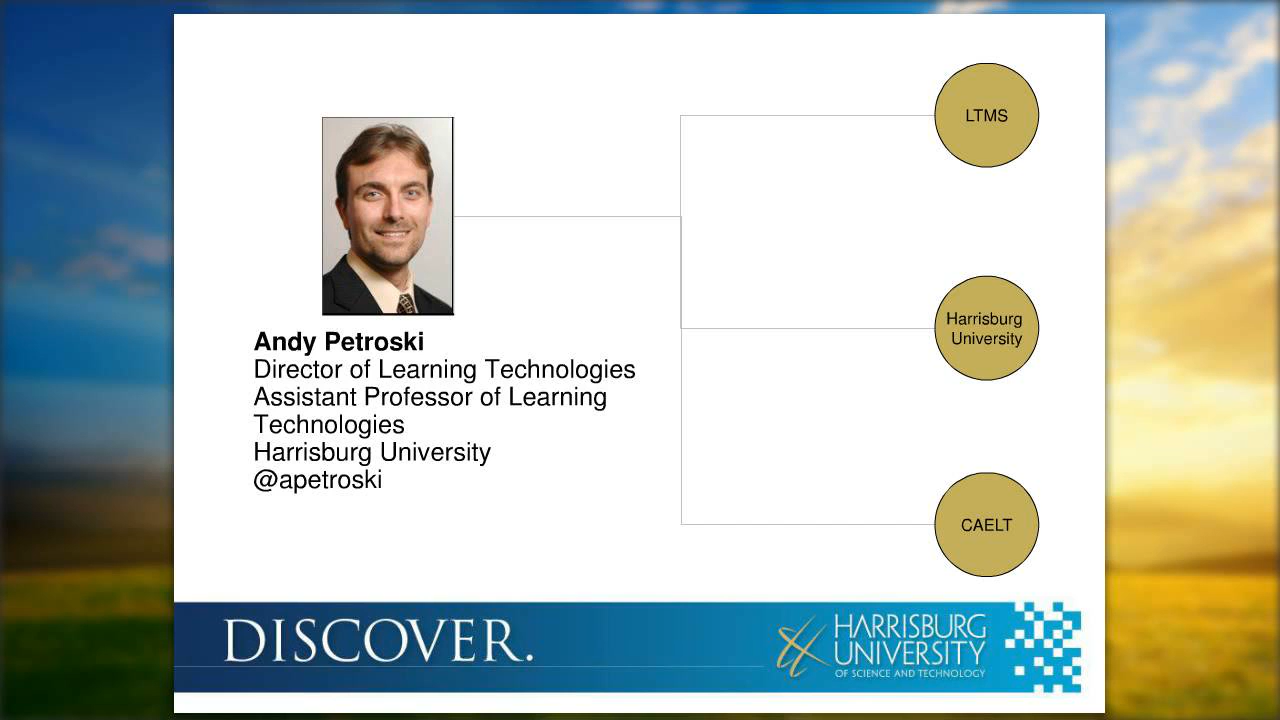 LTMS
Andy Petroski
Director of Learning Technologies
Assistant Professor of Learning
Technologies
Harrisburg University
@apetroski
Harrisburg
University
CAELT
DISCOVER.
HARRISBURG
UNIVERSITY
OF SCIENCE AND TECHNOLOGY